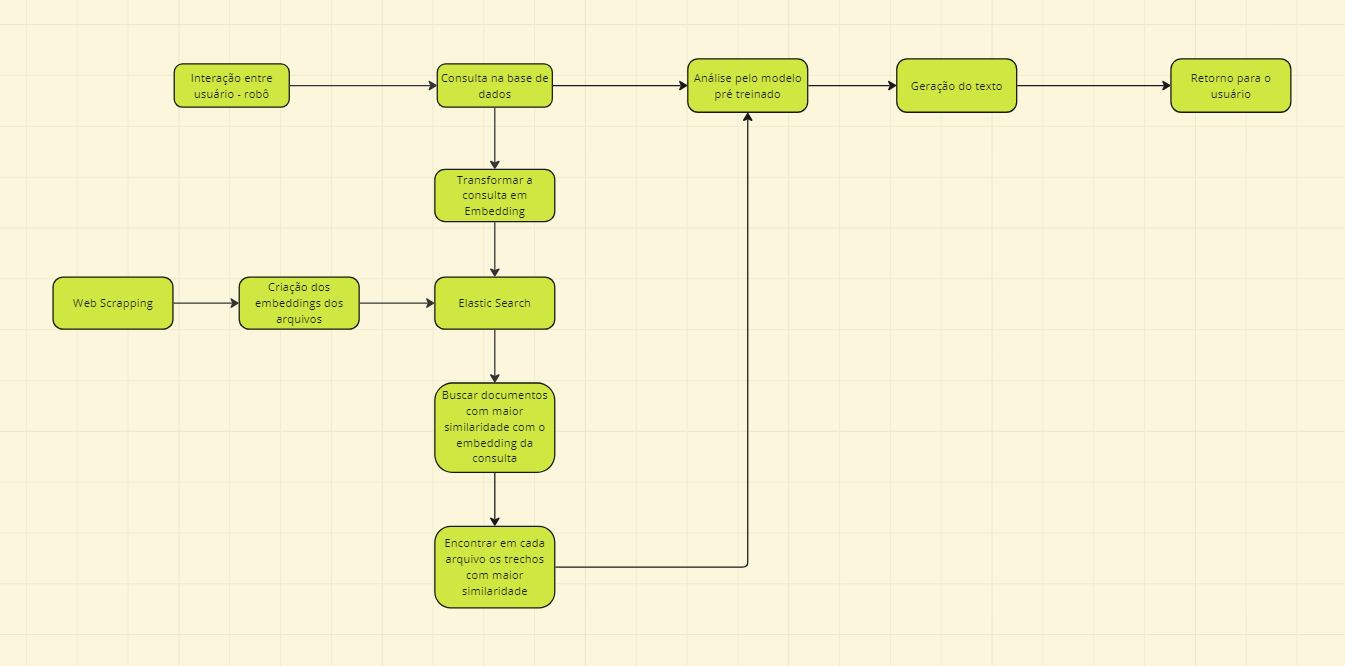 Interação entre
usuário - robô
Consulta na base de
dados
Análise pelo modelo
pré treinado
Geração do texto
Retorno para o
usuário
Transformar a
consulta em
Embedding
Web Scrapping
Criação dos
embeddings dos
arquivos
Elastic Search
Buscar documentos
com maior
similaridade com o
embedding da
consulta
Encontrar em cada
arquivo os trechos
com maior
similaridade